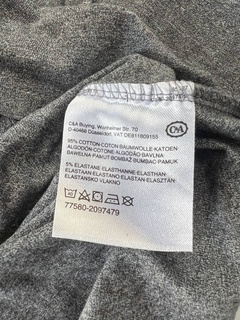 C&A Buying, Wanheimer Str. 70
D-40468 Düsseldorf, VAT DE811809155
C&A
95% COTTON-COTON-BAUMWOLLE-KATOEN-
ALGODÓN-COTONE-ALGODÃO-BAVLNA-
BAWEŁNA-PAMUT-BOMBAŽ-BUMBAC-PAMUK
5% ELASTANE-ELASTHANNE-ELASTHAN-
ELASTAAN-ELASTANO-ELASTAN-ELASZTÁN-
ELASTANSKO VLAKNO
77580-2097479